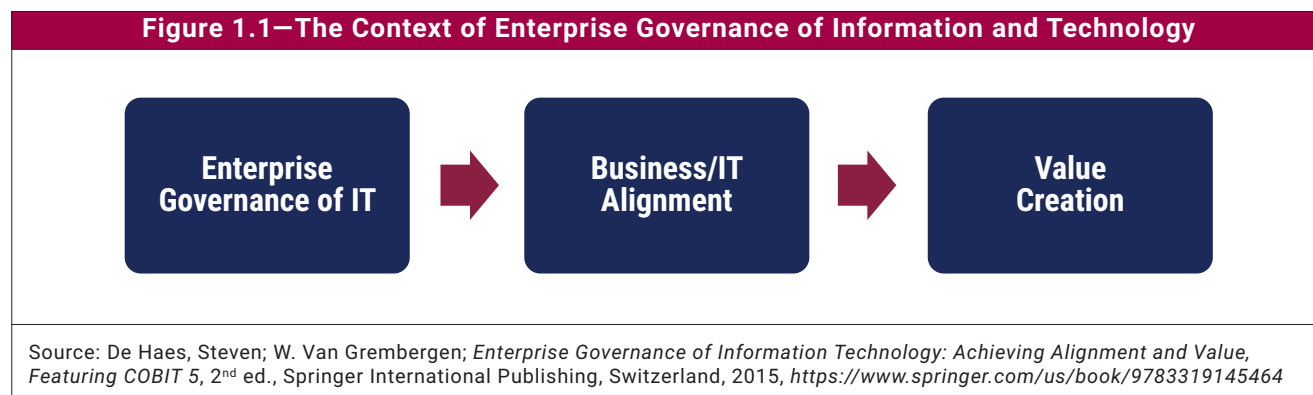 Figure 1.1—The Context of Enterprise Governance of Information and Technology
Enterprise
Governance of IT
Business/IT
Alignment
Value
Creation
Source: De Haes, Steven; W. Van Grembergen; Enterprise Governance of Information Technology: Achieving Alignment and Value,
Featuring COBIT 5, 2nd ed., Springer International Publishing, Switzerland, 2015, https://www.springer.com/us/book/9783319145464